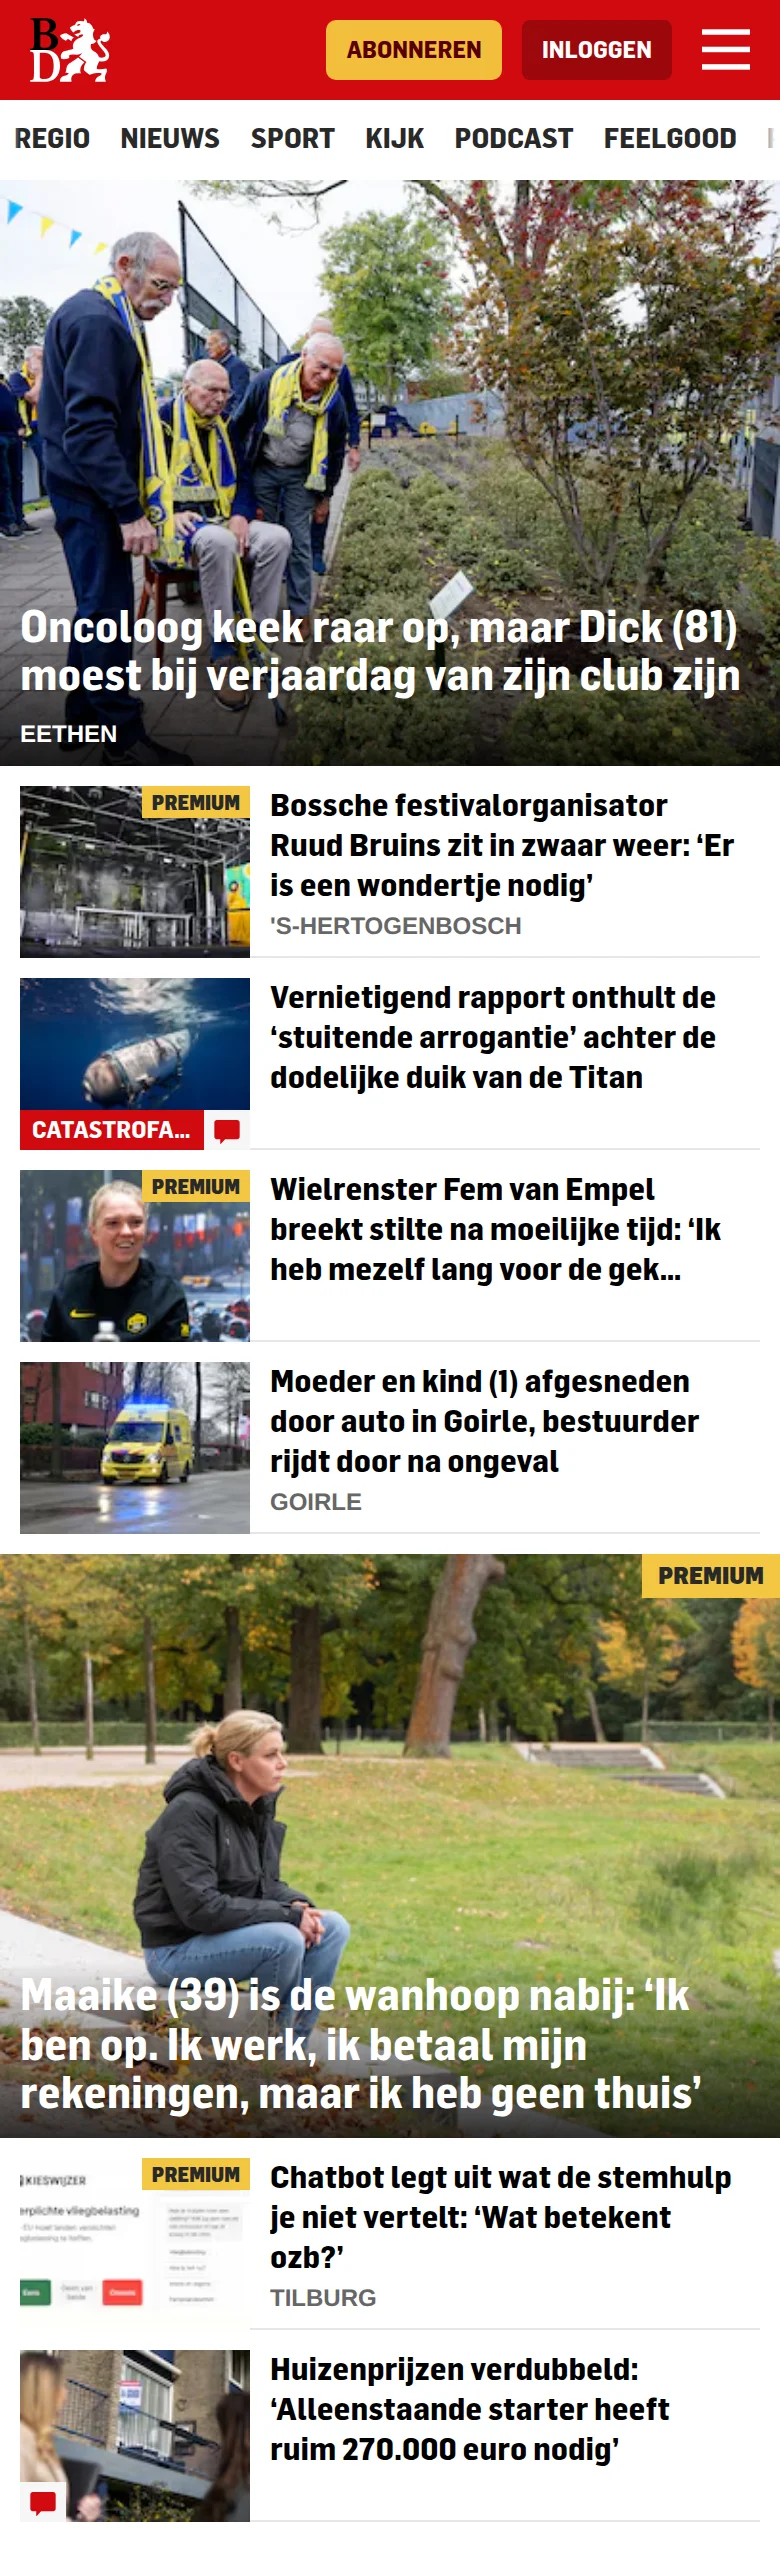 B
D
ABONNEREN
INLOGGEN
REGIO NIEUWS SPORT KIJK PODCAST FEELGOOD
Oncoloog keek raar op, maar Dick (81)
moest bij verjaardag van zijn club zijn
EETHEN
PREMIUM
Bossche festivalorganisator
Ruud Bruins zit in zwaar weer: ‘Er
is een wondertje nodig’
'S-HERTOGENBOSCH
CATASTROFA...
Vernietigend rapport onthult de
‘stuitende arrogantie’ achter de
dodelijke duik van de Titan
PREMIUM
Wielrenster Fem van Empel
breekt stilte na moeilijke tijd: ‘Ik
heb mezelf lang voor de gek...
Moeder en kind (1) afgesneden
door auto in Goirle, bestuurder
rijdt door na ongeval
GOIRLE
PREMIUM
Maaike (39) is de wanhoop nabij: ‘Ik
ben op. Ik werk, ik betaal mijn
rekeningen, maar ik heb geen thuis’
PREMIUM
KIESWIJZER
erplichte vliegbelasting
Eens
Oneens
Chatbot legt uit wat de stemhulp
je niet vertelt: ‘Wat betekent
ozb?’
TILBURG
Huizenprijzen verdubbeld:
‘Alleenstaande starter heeft
ruim 270.000 euro nodig’